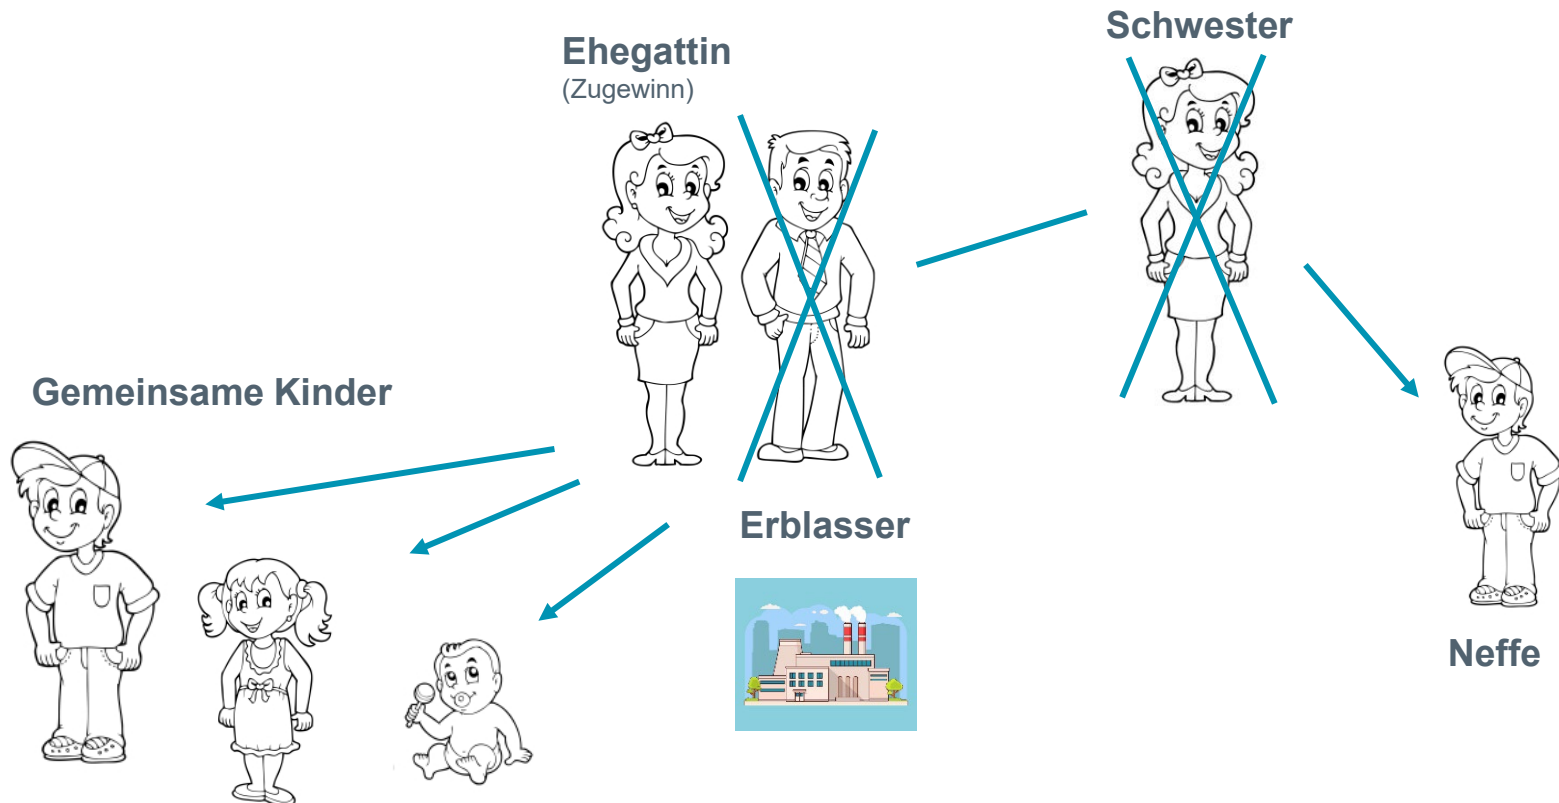 Schwester
Ehegattin
(Zugewinn)
Gemeinsame Kinder
Erblasser
Neffe